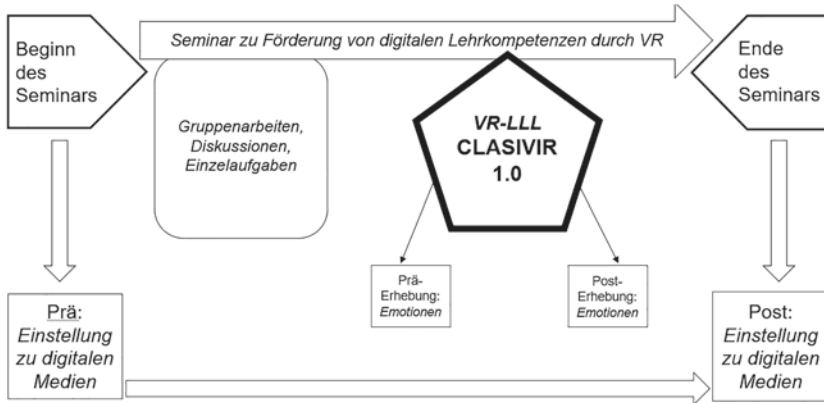 Beginn
des
Seminars
Seminar zu Förderung von digitalen Lehrkompetenzen durch VR
Ende
des
Seminars
Gruppenarbeiten,
Diskussionen,
Einzelaufgaben
VR-LLL
CLASIVIR
1.0
Prä-
Erhebung:
Emotionen
Post-
Erhebung:
Emotionen
Prä:
Einstellung
zu digitalen
Medien
Post:
Einstellung
zu digitalen
Medien